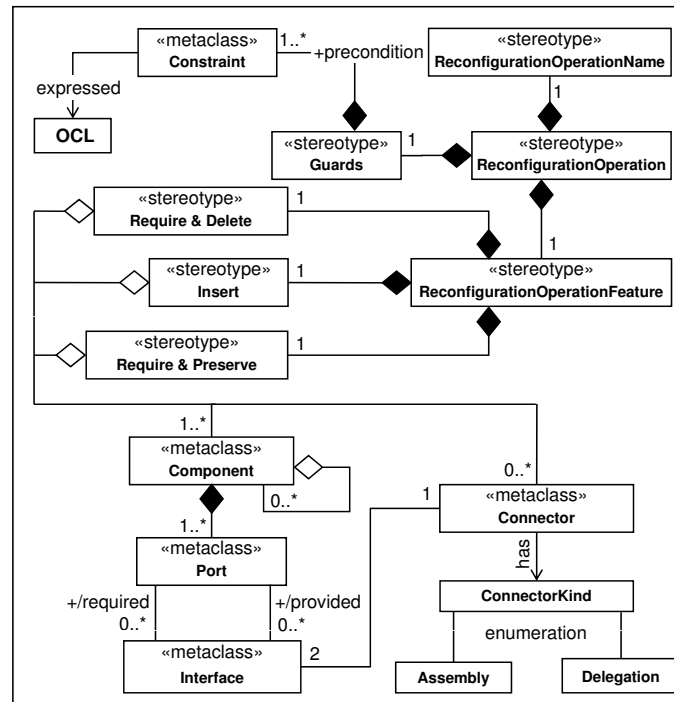 «metaclass»
Constraint
1..*
+precondition
«stereotype»
ReconfigurationOperationName
expressed
1
OCL
«stereotype»
Guards
1
«stereotype»
ReconfigurationOperation
«stereotype»
Require & Delete
1
1
«stereotype»
Insert
1
«stereotype»
ReconfigurationOperationFeature
«stereotype»
Require & Preserve
1
1..*
«metaclass»
Component
0..*
0..*
1
«metaclass»
Connector
1..*
«metaclass»
Port
has
+/required
0..*
+/provided
0..*
ConnectorKind
enumeration
«metaclass»
Interface
2
Assembly
Delegation